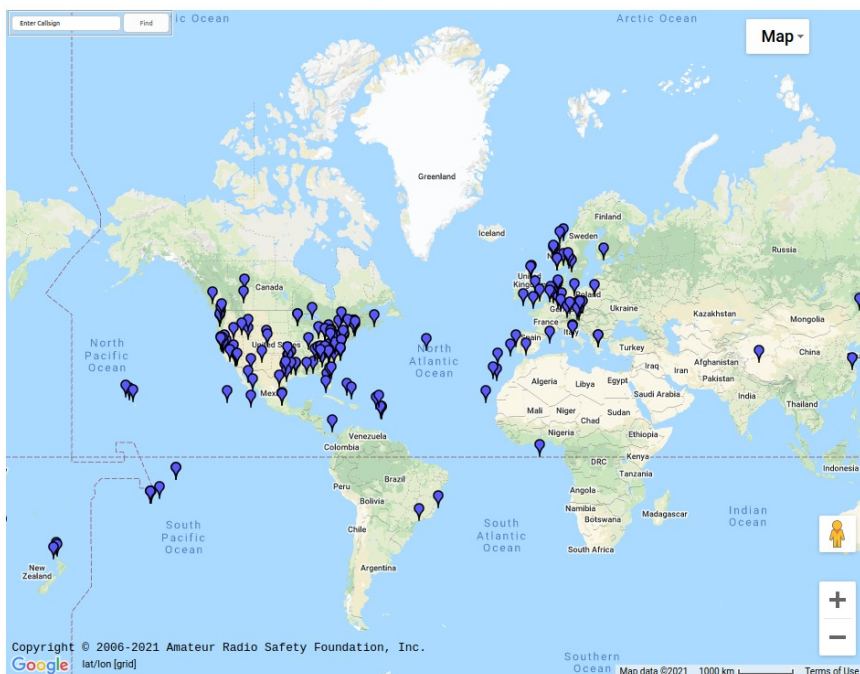 Enter Callsign
Find
ic Ocean
Arctic Ocean
Map
Greenland
Iceland
Finland
Sweden
Russia
Canada
United
Kingd
Poland
Ukraine
Kazakhstan
Mongolia
France
Italy
Spain
North
Pacific
Ocean
North
Atlantic
Ocean
Turkey
Afghanistan
China
Iraq
Iran
Pakistan
Algeria
Libya
Egypt
Saudi Arabia
India
Thailand
Mali
Niger
Chad
Sudan
Nigeria
Ethiopia
Venezuela
Colombia
DRC
Kenya
Tanzania
Indonesia
Peru
Brazil
Bolivia
Angola
Namibia
Botswana
Madagascar
Indian
Ocean
South
Pacific
Ocean
Chile
South
Atlantic
Ocean
South Africa
New
Zealand
Argentina
Copyright © 2006-2021 Amateur Radio Safety Foundation, Inc.
Google
lat/lon [grid]
Southern
Ocean
Map data ©2021
1000 km
Terms of Use